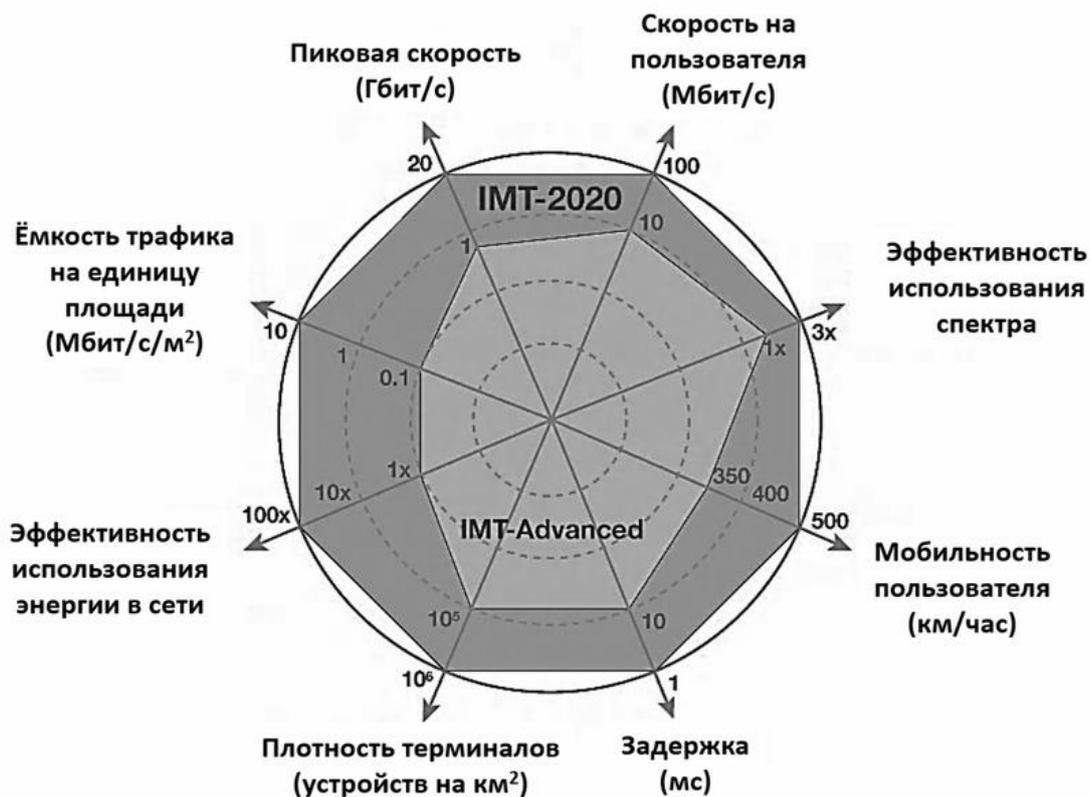 Пиковая скорость
(Гбит/с)
Скорость на
пользователя
(Мбит/с)
20
100
IMT-2020
1
10
Ёмкость трафика
на единицу
площади
(Мбит/с/м²)
Эффективность
использования
спектра
10
1
0.1
1x
3x
1x
10x
100x
350
400
500
Эффективность
использования
энергии в сети
IMT-Advanced
Мобильность
пользователя
(км/час)
10⁵
10
10⁶
1
Плотность терминалов
(устройств на км²)
Задержка
(мс)